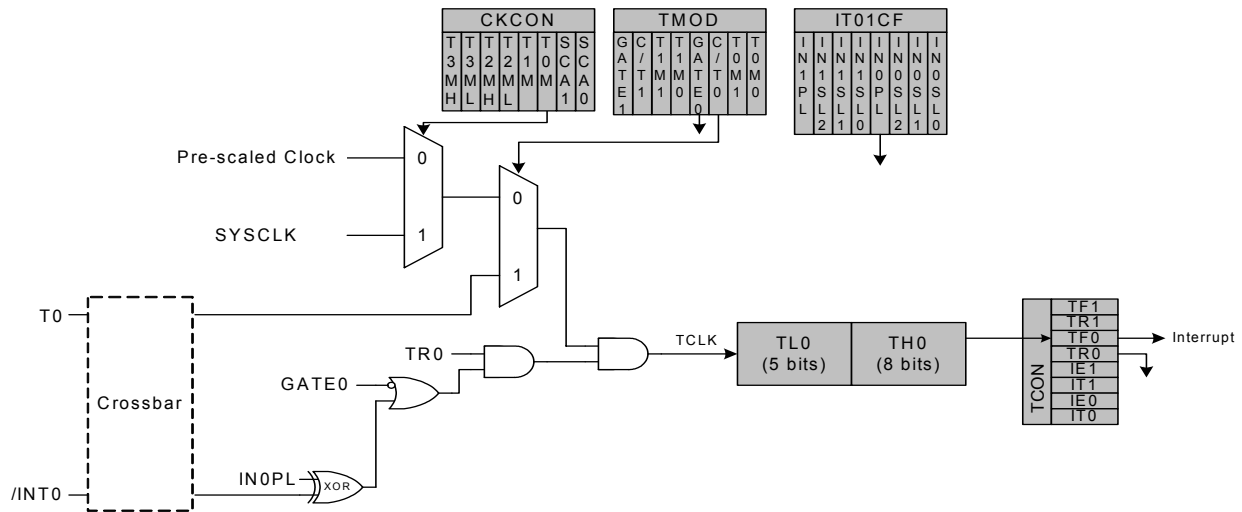 CKCON
T3MH
T3ML
T2MH
T2ML
T1M
T0M
SCA1
SCA0
TMOD
GATE1
C/T1
T1M1
T1M0
GATE0
C/T0
T0M1
T0M0
IT01CF
IN1PL
IN1SL2
IN1SL1
IN1SL0
IN0PL
IN0SL2
IN0SL1
IN0SL0
Pre-scaled Clock
0
SYSCLK
1
0
1
T0
Crossbar
/INT0
TR0
GATE0
IN0PL
XOR
TCLK
TL0
(5 bits)
TH0
(8 bits)
TCON
TF1
TR1
TF0
TR0
IE1
IT1
IE0
IT0
Interrupt